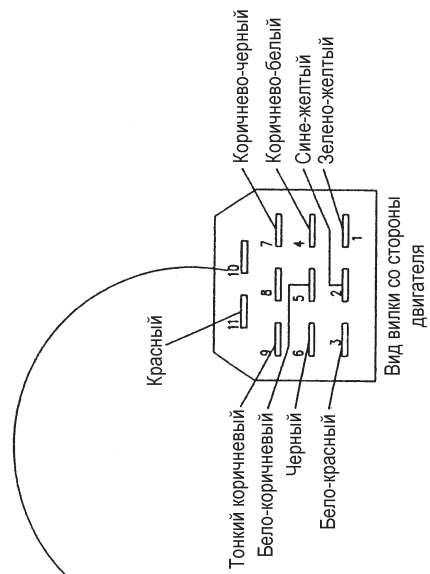 Коричнево-черный
Коричнево-белый
Сине-желтый
Зелено-желтый
Красный
10
11
7
4
1
8
5
2
9
6
3
Тонкий коричневый
Бело-коричневый
Черный
Бело-красный
Вид вилки со стороны
двигателя